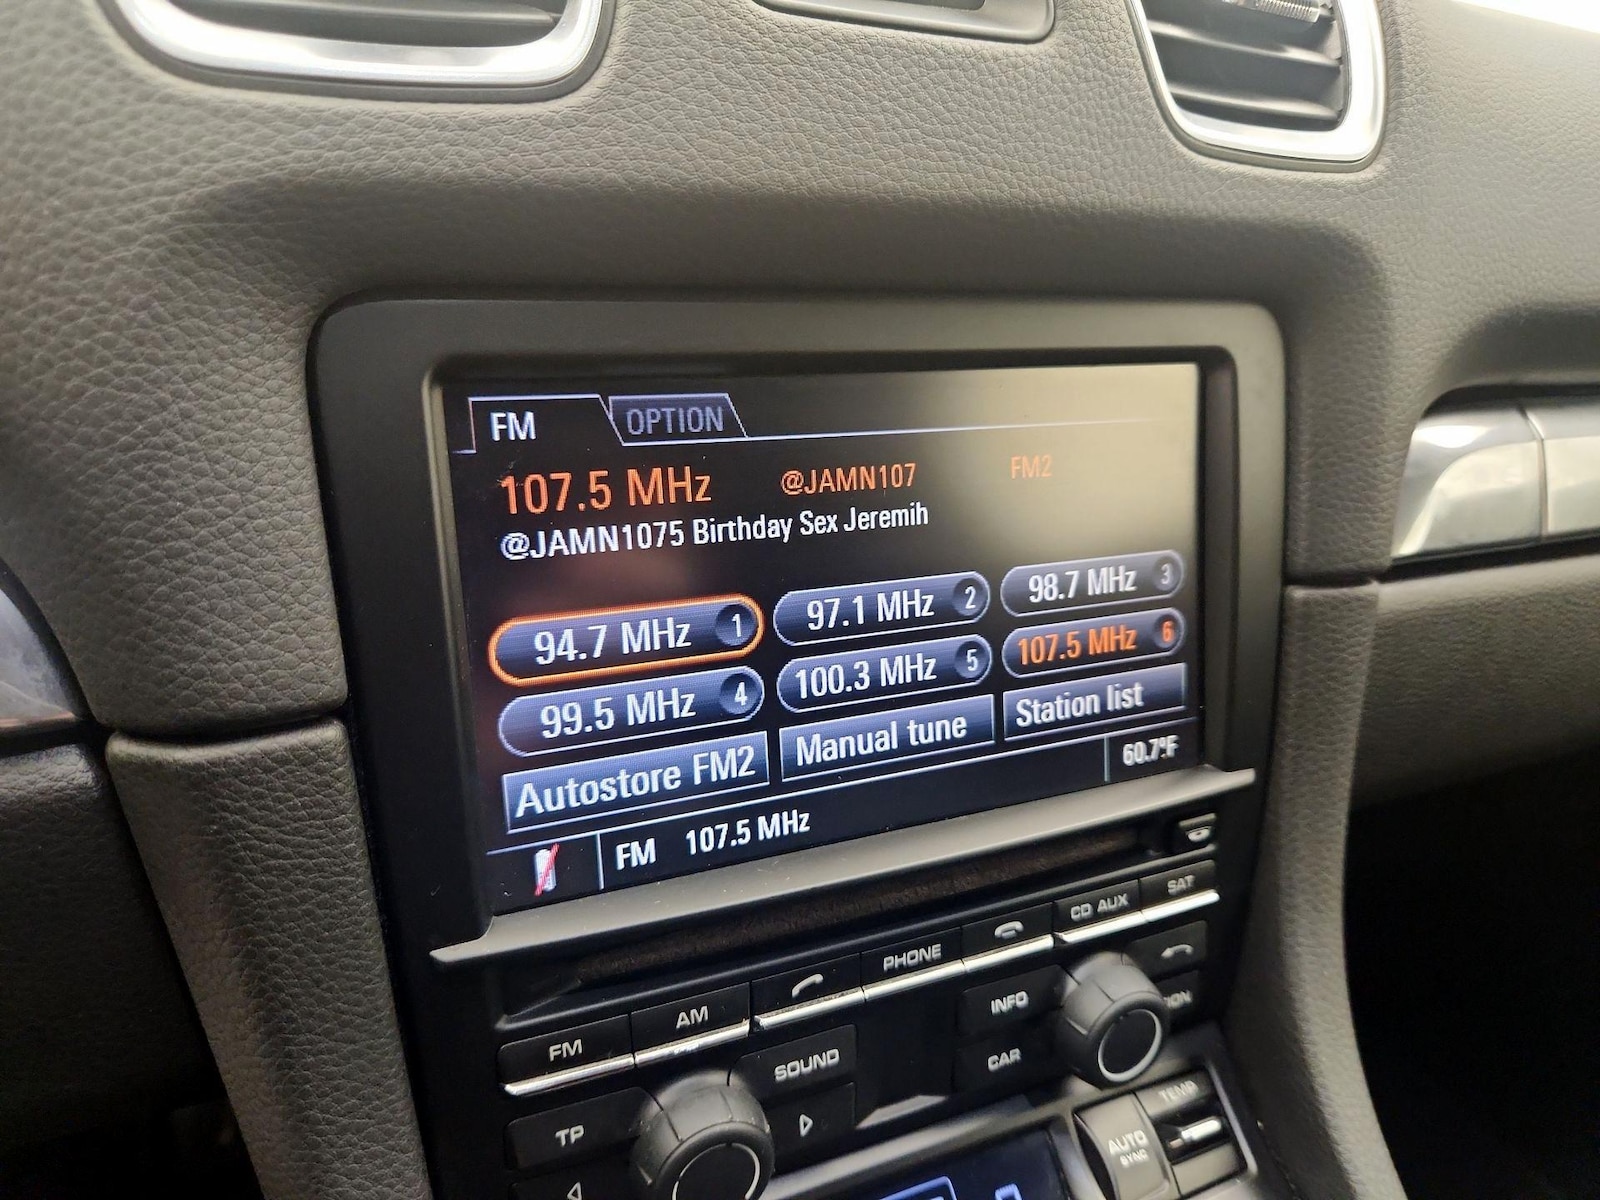 FM OPTION
107.5 MHz @JAMN107 FM2
@JAMN1075 Birthday Sex Jeremih
94.7 MHz 1 97.1 MHz 2 98.7 MHz 3
99.5 MHz 4 100.3 MHz 5 107.5 MHz 6
Autostore FM2 Manual tune Station list
FM 107.5 MHz 60.7°F
FM AM PHONE CD AUX SAT
SOUND INFO
TP CAR
TEMP
AUTO
SYNC